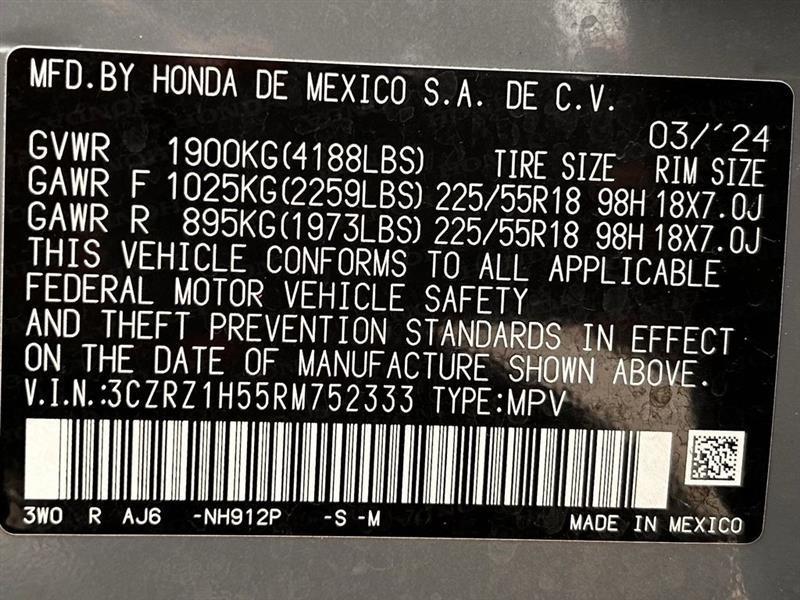 MFD.BY HONDA DE MEXICO S.A. DE C.V.
03/'24
GVWR 1900KG(4188LBS) TIRE SIZE RIM SIZE
GAWR F 1025KG(2259LBS) 225/55R18 98H 18X7.0J
GAWR R 895KG(1973LBS) 225/55R18 98H 18X7.0J
THIS VEHICLE CONFORMS TO ALL APPLICABLE
FEDERAL MOTOR VEHICLE SAFETY
AND THEFT PREVENTION STANDARDS IN EFFECT
ON THE DATE OF MANUFACTURE SHOWN ABOVE.
V.I.N.:3CZRZ1H55RM752333 TYPE:MPV
3WO R AJ6 -NH912P -S -M MADE IN MEXICO